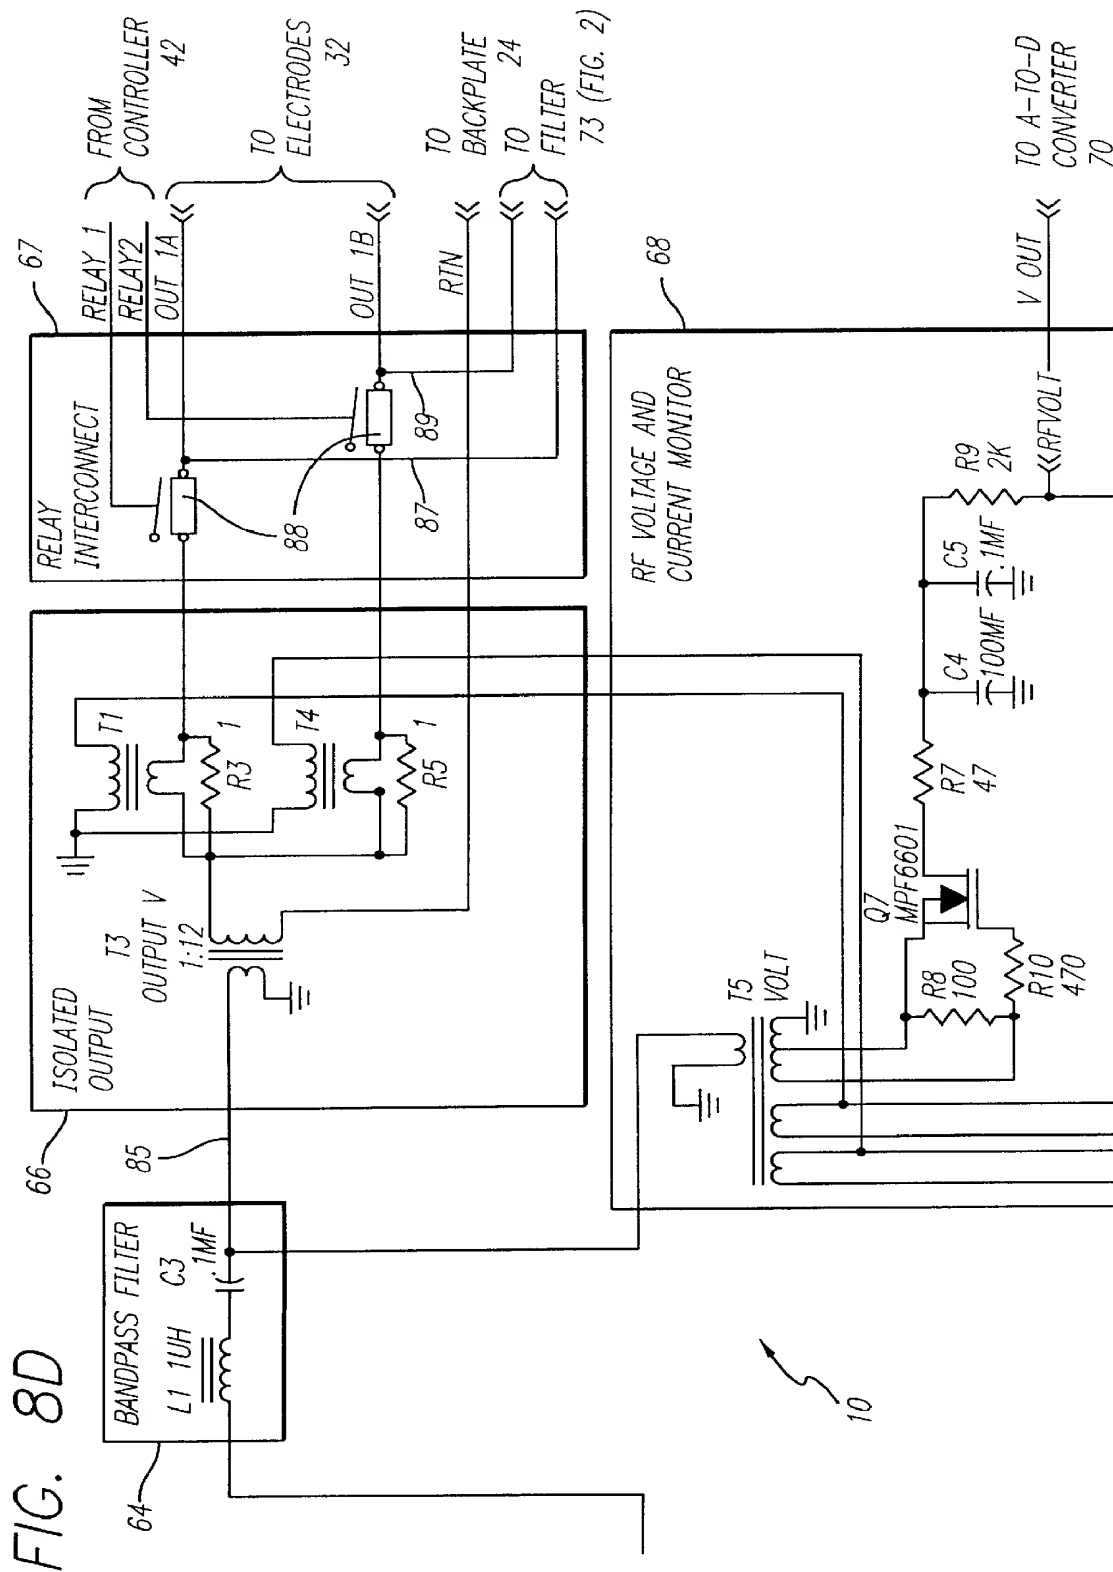 FIG. 8D
64
BANDPASS FILTER
L1 1UH
C3
.1MF
85
66
ISOLATED
OUTPUT
T3
OUTPUT V
1:12
T1
R3
1
T4
R5
1
67
RELAY
INTERCONNECT
88
87
89
RELAY 1
RELAY2
OUT 1A
OUT 1B
RTN
FROM
CONTROLLER
42
TO
ELECTRODES
32
TO
BACKPLATE
24
TO
FILTER
73 (FIG. 2)
10
68
RF VOLTAGE AND
CURRENT MONITOR
T5
VOLT
R8
100
R10
470
Q7
MPF6601
R7
47
C4
100MF
C5
.1MF
R9
2K
RFVOLT
V OUT
TO A-TO-D
CONVERTER
70